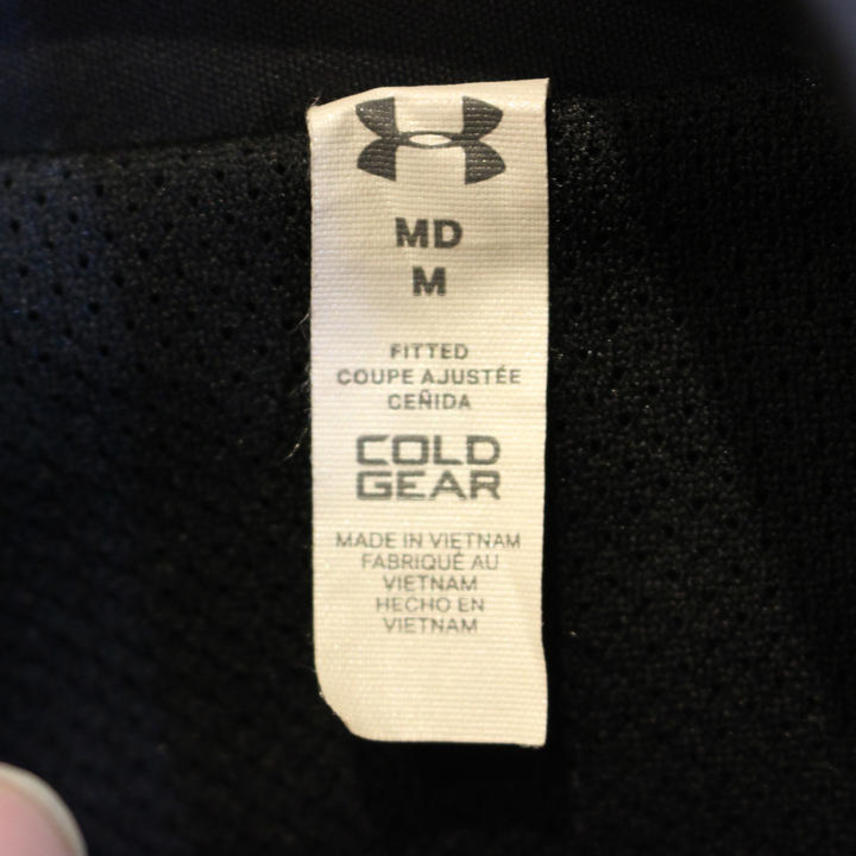 MD
M
FITTED
COUPE AJUSTÉE
CEÑIDA
COLD
GEAR
MADE IN VIETNAM
FABRIQUÉ AU
VIETNAM
HECHO EN
VIETNAM